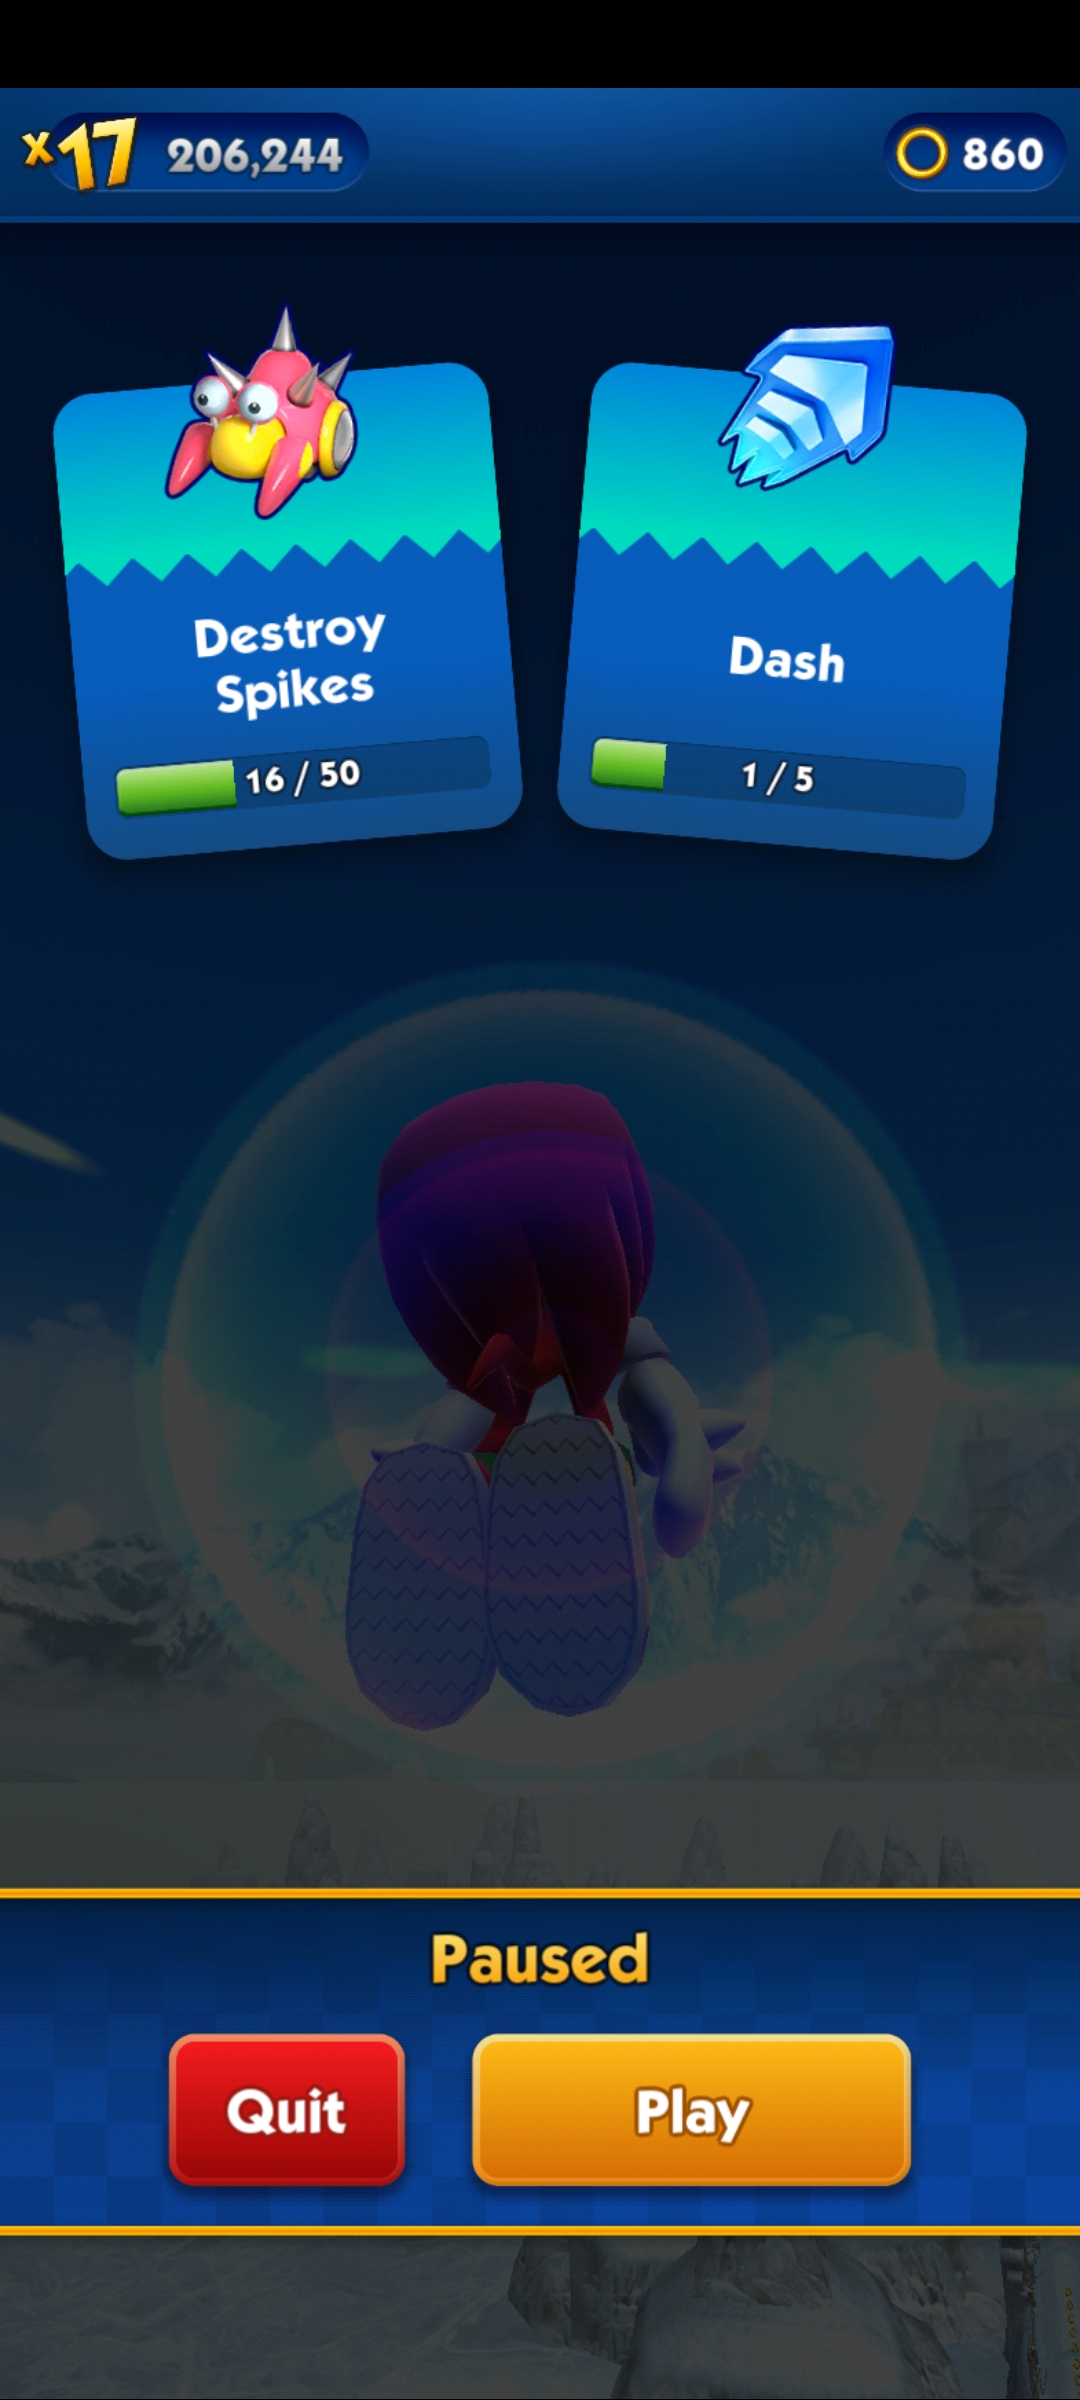 x17 206,244
860
Destroy
Spikes
16 / 50
Dash
1 / 5
Paused
Quit
Play